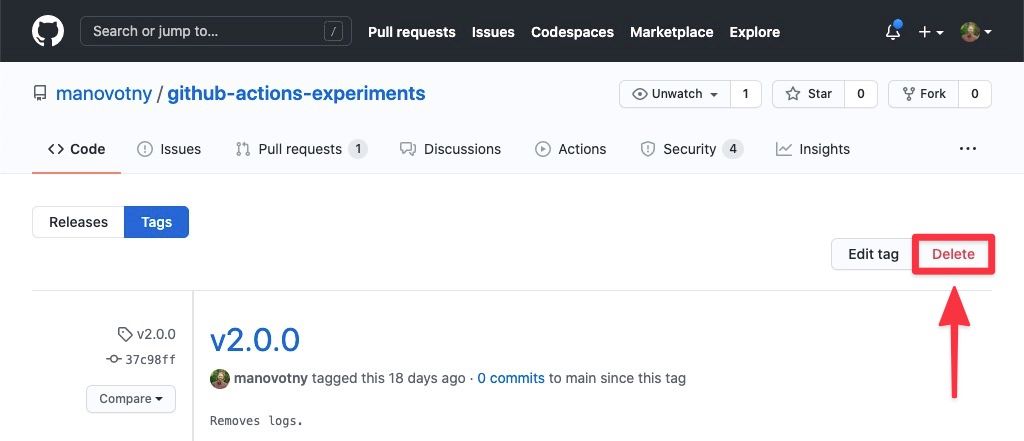 Search or jump to... / Pull requests Issues Codespaces Marketplace Explore
manovotny / github-actions-experiments Unwatch 1 Star 0 Fork 0
Code Issues Pull requests 1 Discussions Actions Security 4 Insights ...
Releases Tags
Edit tag Delete
v2.0.0 v2.0.0
37c98ff manovotny tagged this 18 days ago · 0 commits to main since this tag
Compare
Removes logs.